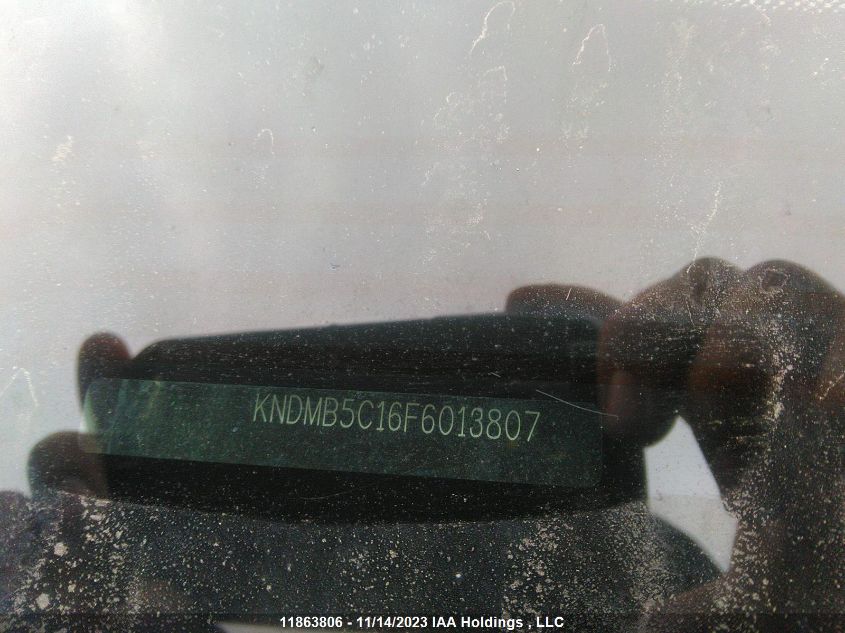 KNDMB5C16F6013807
11863806 - 11/14/2023 IAA Holdings , LLC